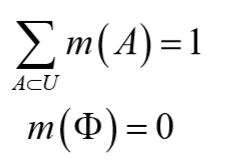 ∑ m(A) = 1
A⊂U
m(Φ) = 0